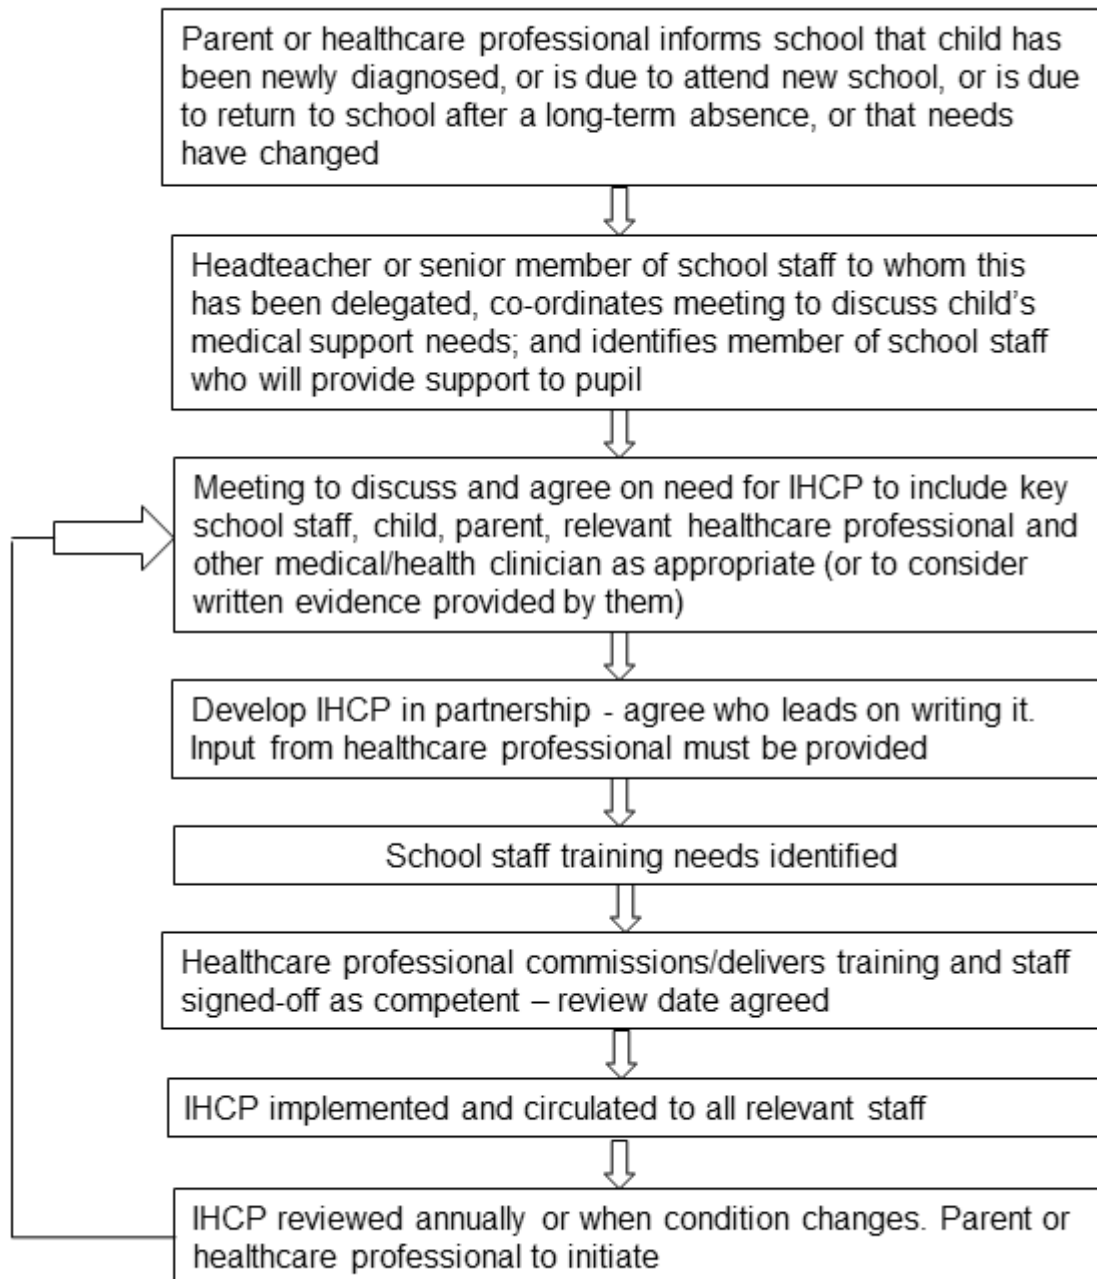 Parent or healthcare professional informs school that child has
been newly diagnosed, or is due to attend new school, or is due
to return to school after a long-term absence, or that needs
have changed
Headteacher or senior member of school staff to whom this
has been delegated, co-ordinates meeting to discuss child's
medical support needs; and identifies member of school staff
who will provide support to pupil
Meeting to discuss and agree on need for IHCP to include key
school staff, child, parent, relevant healthcare professional and
other medical/health clinician as appropriate (or to consider
written evidence provided by them)
Develop IHCP in partnership - agree who leads on writing it.
Input from healthcare professional must be provided
School staff training needs identified
Healthcare professional commissions/delivers training and staff
signed-off as competent – review date agreed
IHCP implemented and circulated to all relevant staff
IHCP reviewed annually or when condition changes. Parent or
healthcare professional to initiate